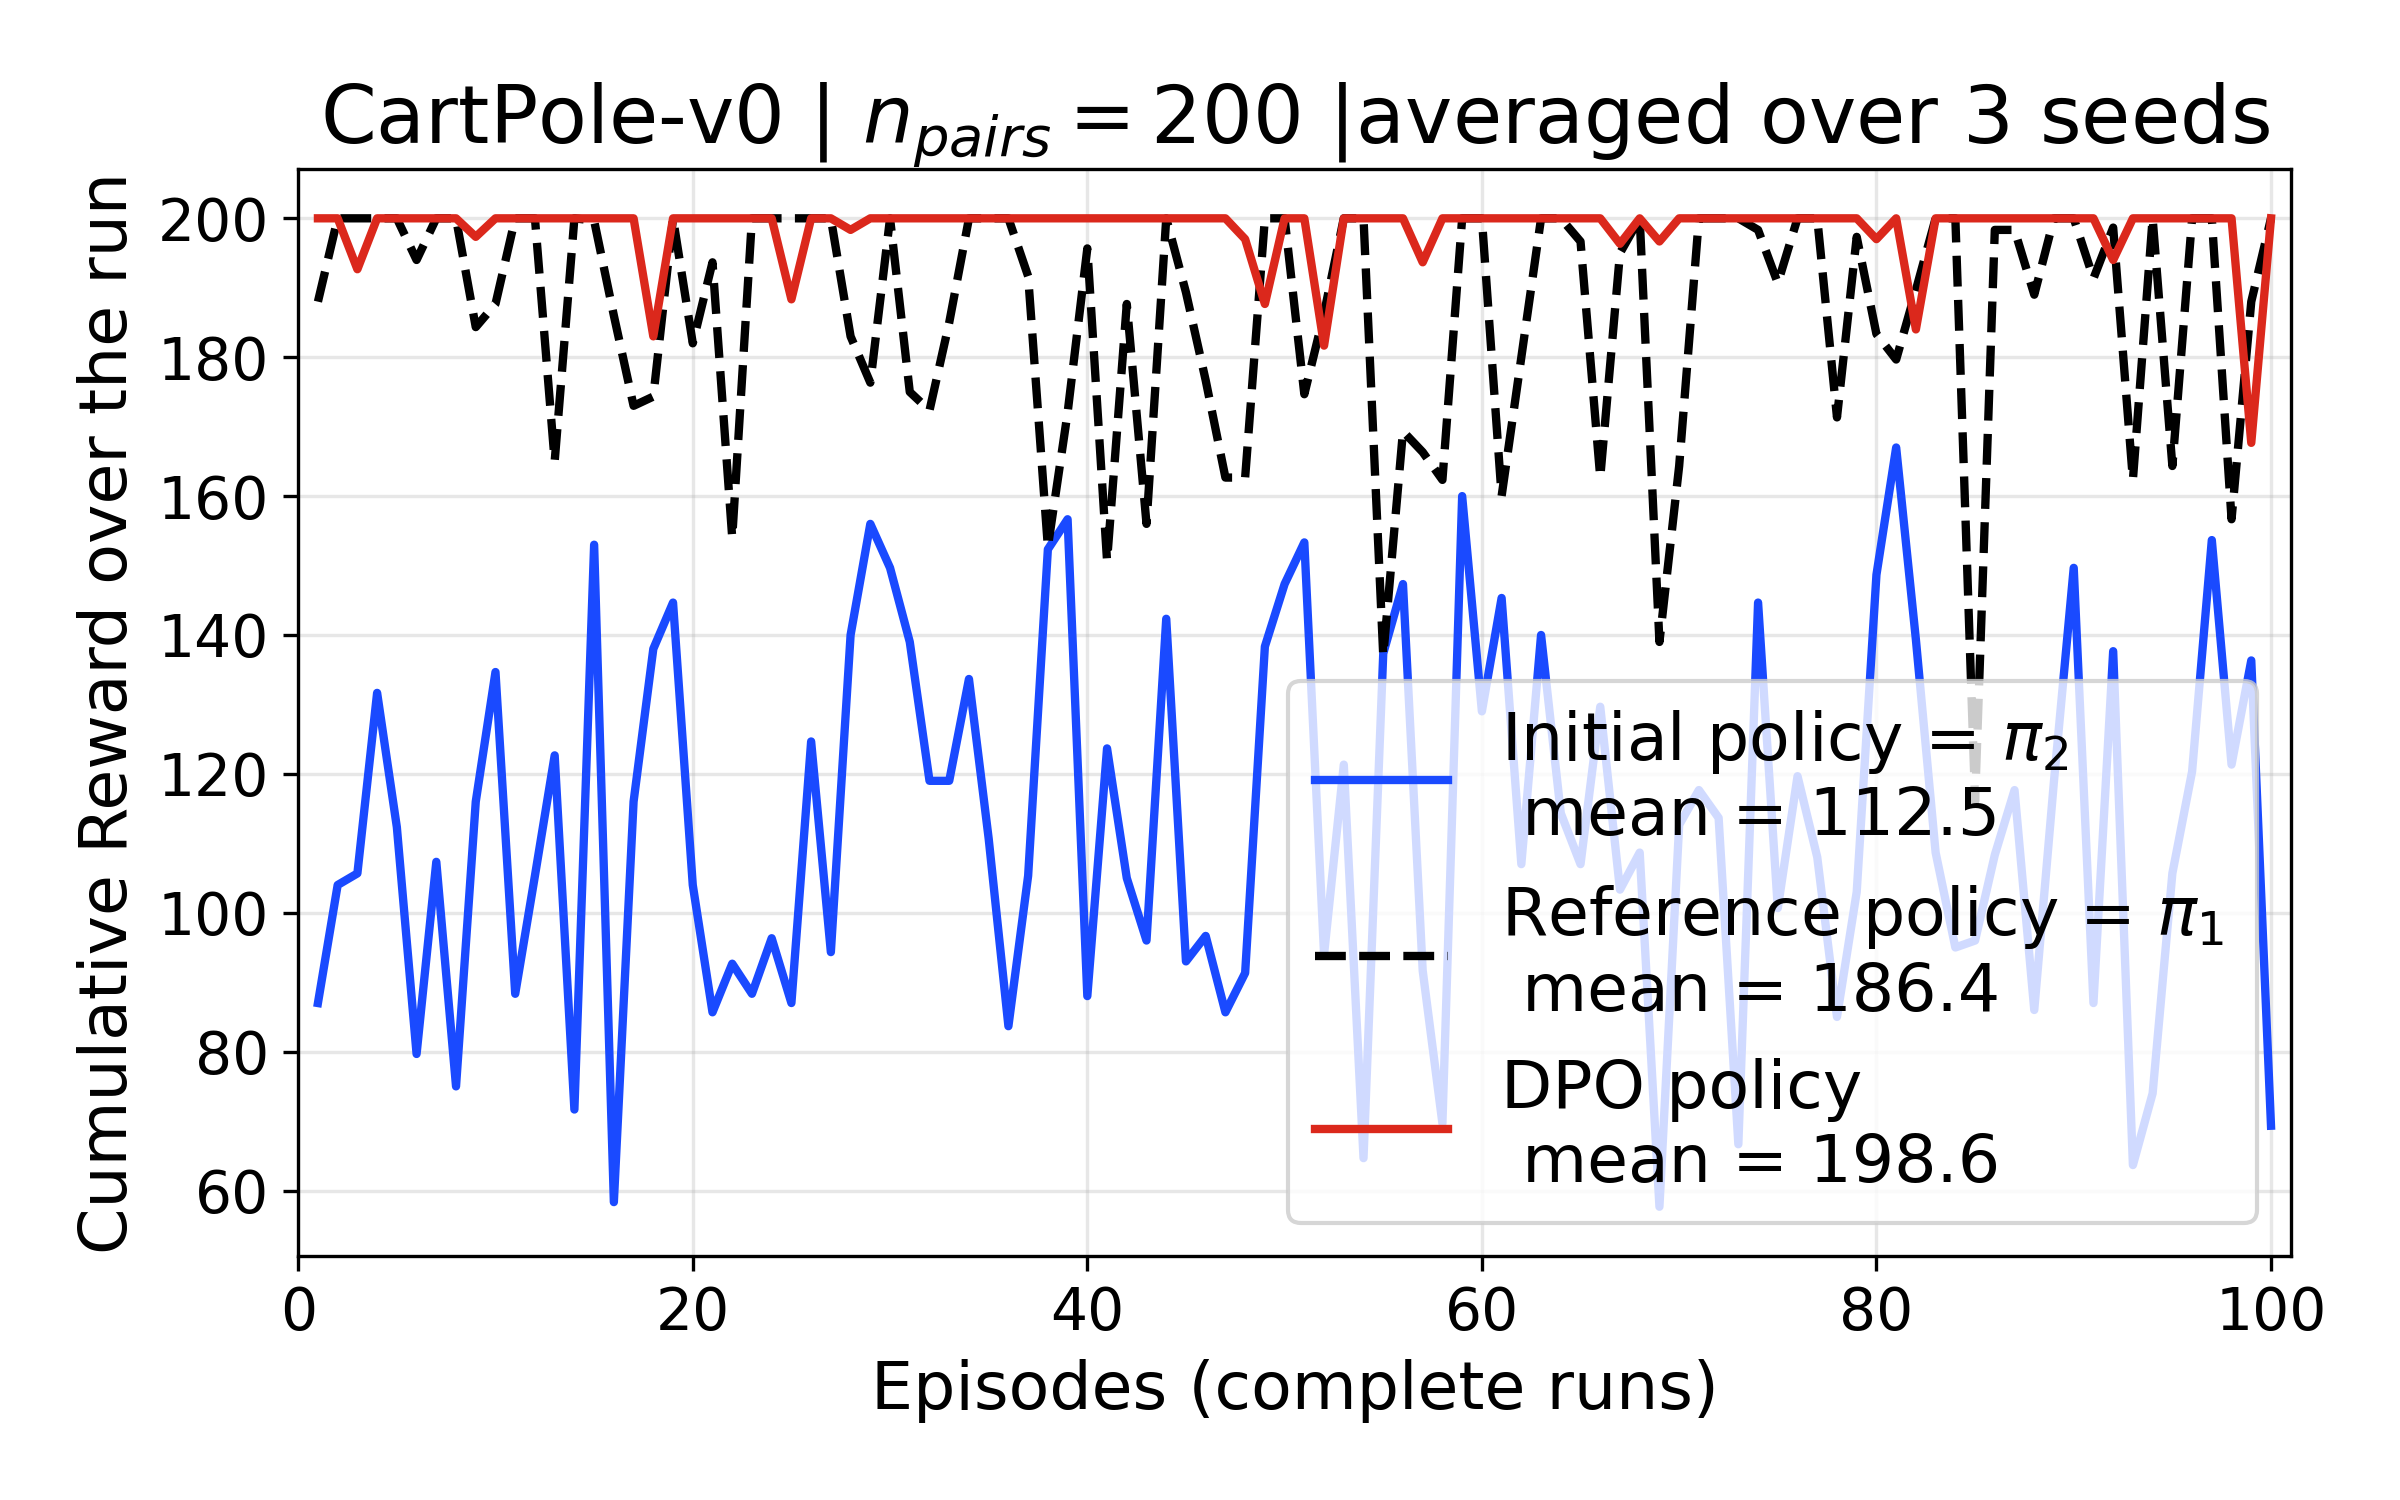 CartPole-v0 | n_pairs = 200 |averaged over 3 seeds
Cumulative Reward over the run
200
180
160
140
120
100
80
60
Initial policy = π₂
mean = 112.5
Reference policy = π₁
mean = 186.4
DPO policy
mean = 198.6
0 20 40 60 80 100
Episodes (complete runs)